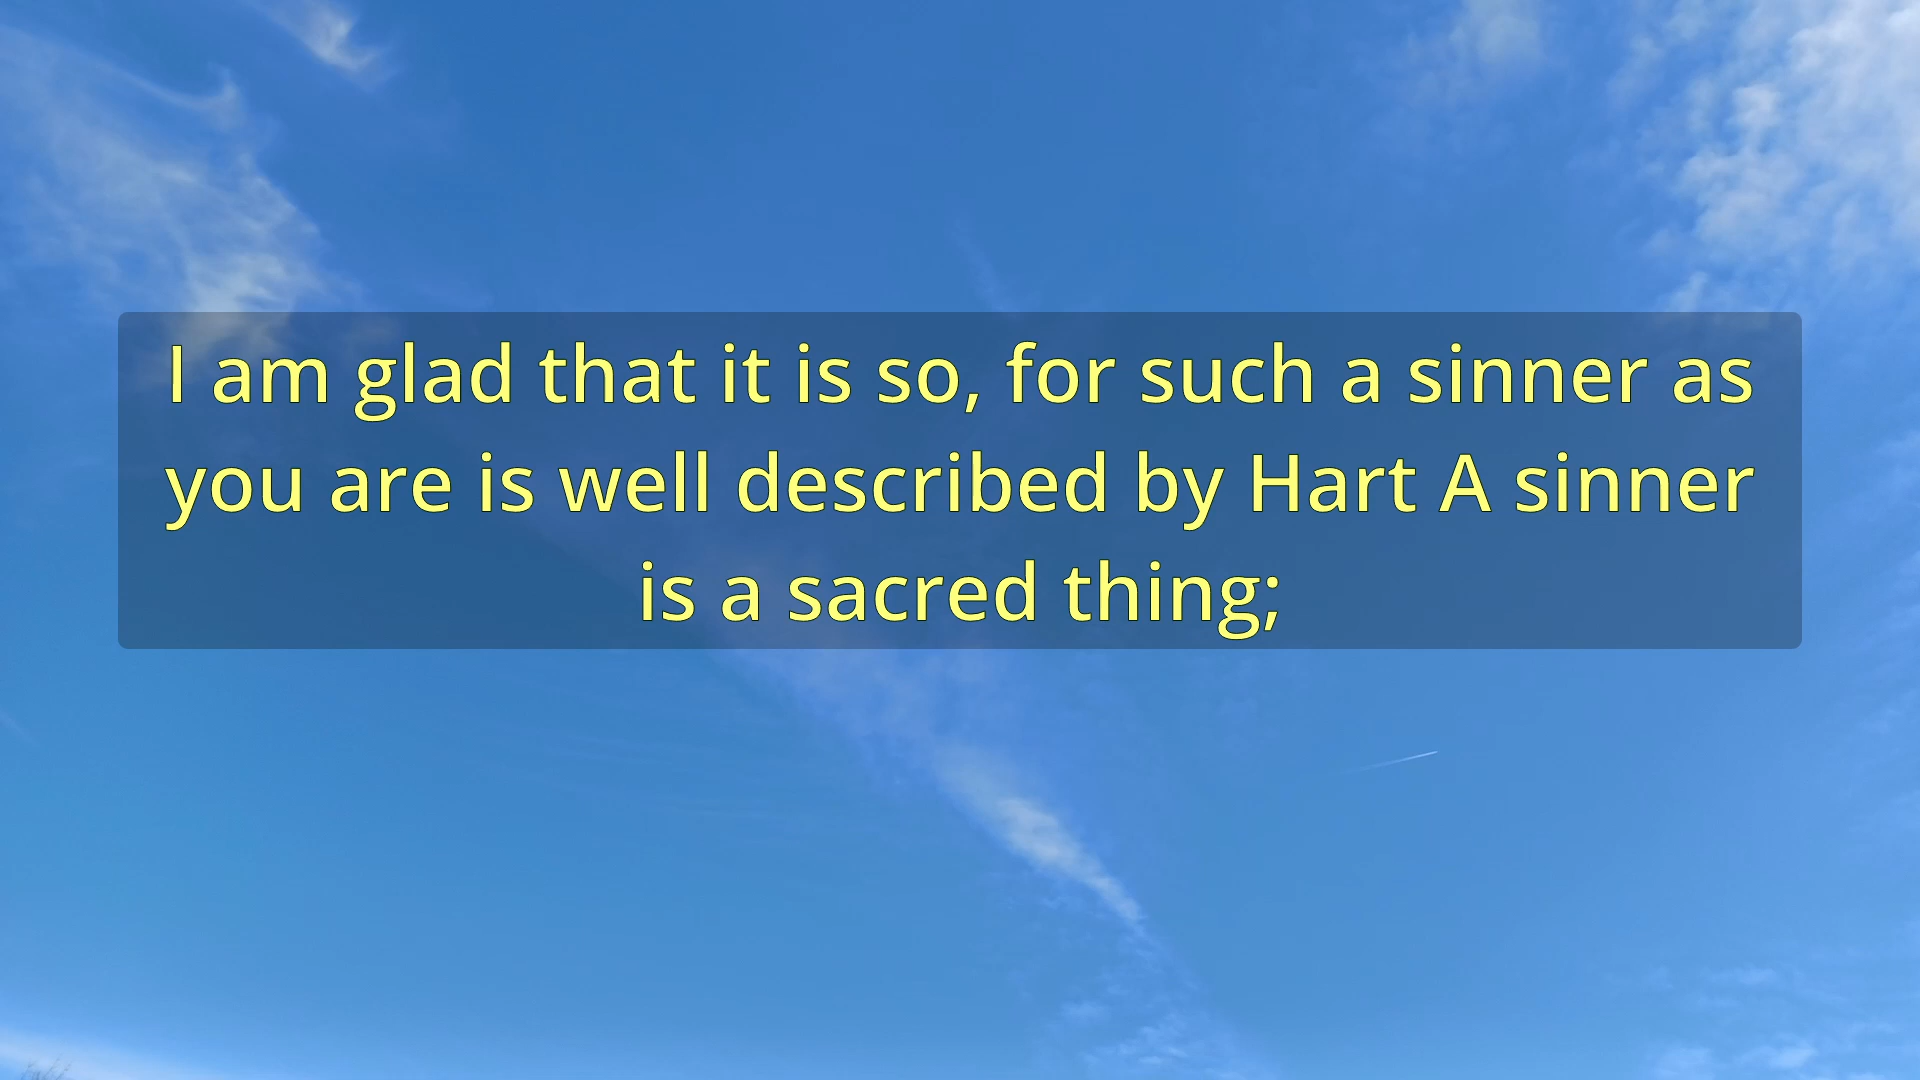 I am glad that it is so, for such a sinner as
you are is well described by Hart A sinner
is a sacred thing;